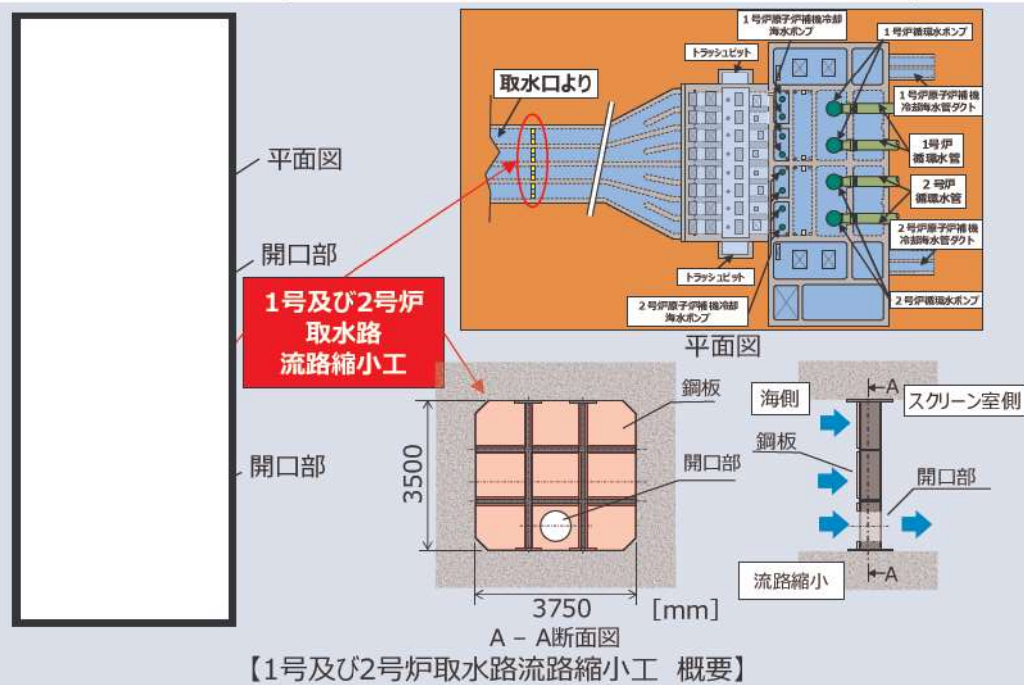 平面図
開口部
開口部
1号及び2号炉
取水路
流路縮小工
取水口より
1号炉原子炉補機冷却
海水ポンプ
1号炉循環水ポンプ
トラッシュピット
1号炉原子炉補機
冷却海水管ダクト
1号炉
循環水管
2号炉
循環水管
2号炉原子炉補機
冷却海水管ダクト
トラッシュピット
2号炉原子炉補機冷却
海水ポンプ
2号炉循環水ポンプ
平面図
鋼板
開口部
3500
3750
[mm]
A – A断面図
海側
A
スクリーン室側
鋼板
開口部
流路縮小
A
【1号及び2号炉取水路流路縮小工 概要】